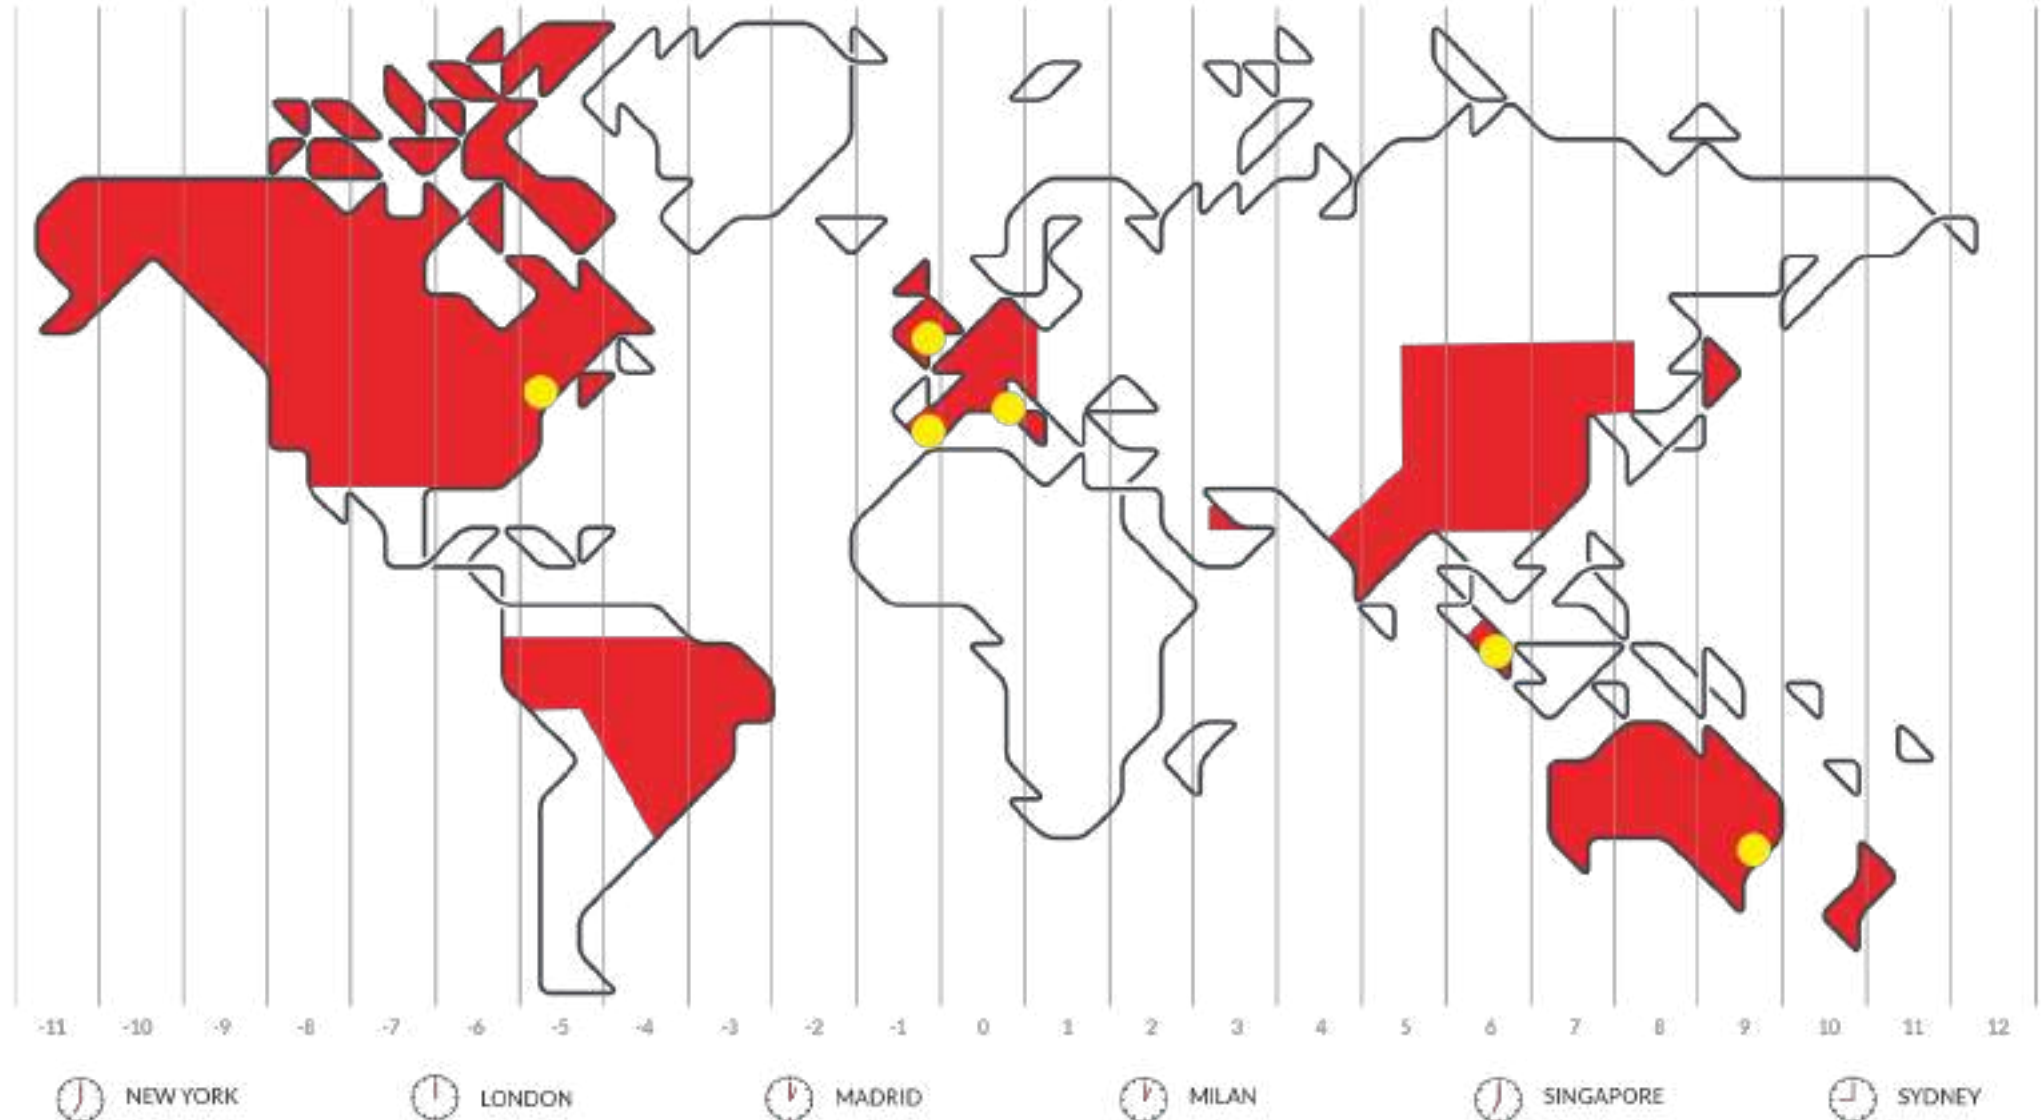 -11 -10 -9 -8 -7 -6 -5 -4 -3 -2 -1 0 1 2 3 4 5 6 7 8 9 10 11 12
NEW YORK LONDON MADRID MILAN SINGAPORE SYDNEY